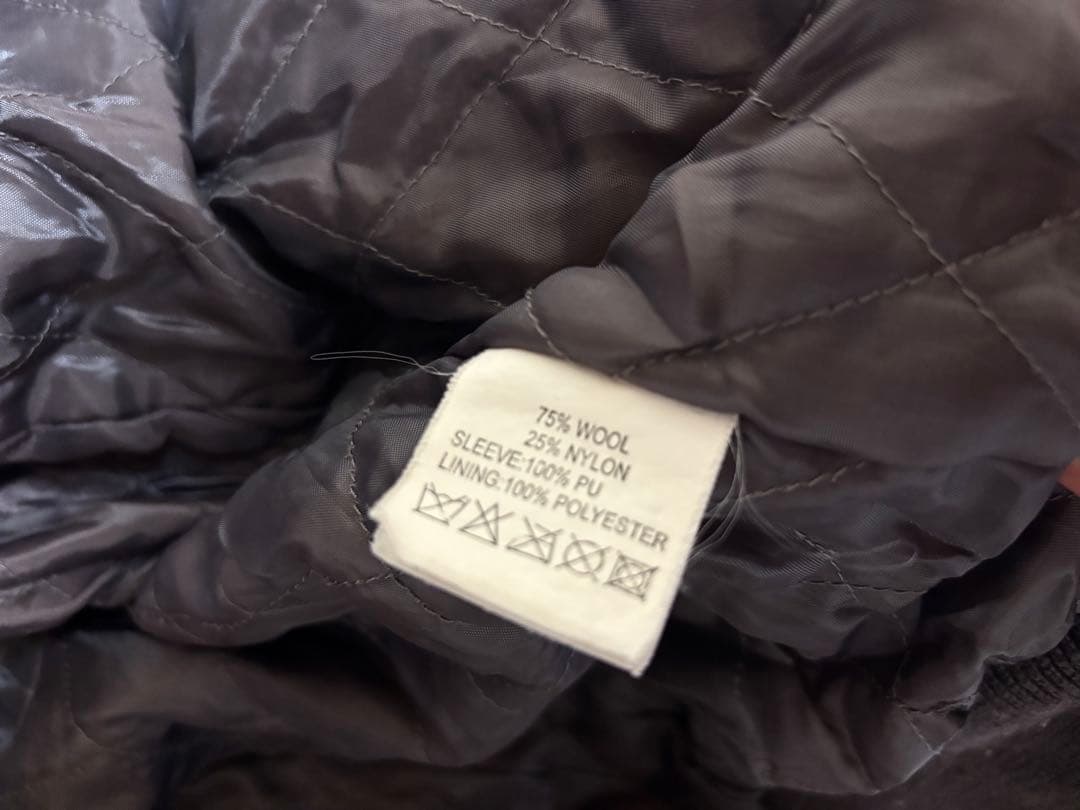 75% WOOL
25% NYLON
SLEEVE:100% PU
LINING:100% POLYESTER